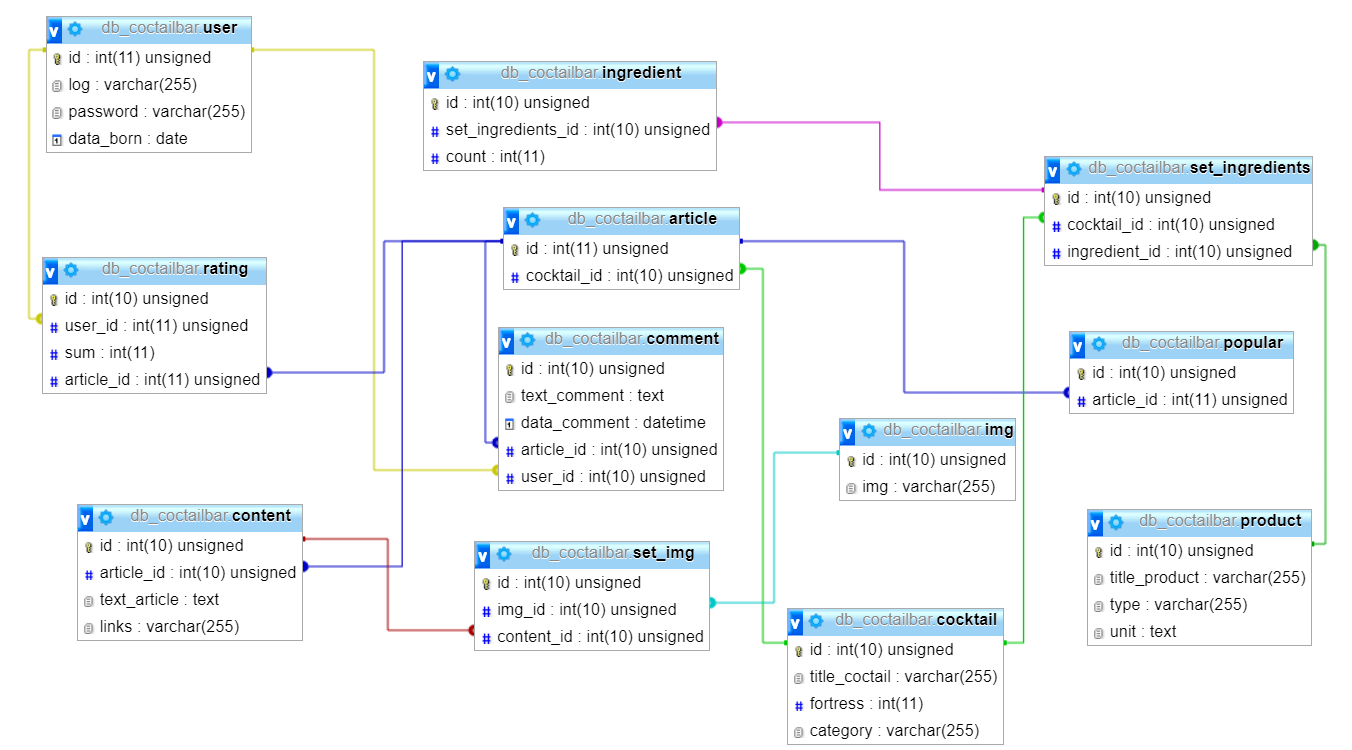 db_coctailbar.user
id : int(11) unsigned
log : varchar(255)
password : varchar(255)
data_born : date
db_coctailbar.ingredient
id : int(10) unsigned
set_ingredients_id : int(10) unsigned
count : int(11)
db_coctailbar.set_ingredients
id : int(10) unsigned
cocktail_id : int(10) unsigned
ingredient_id : int(10) unsigned
db_coctailbar.article
id : int(11) unsigned
cocktail_id : int(10) unsigned
db_coctailbar.rating
id : int(10) unsigned
user_id : int(11) unsigned
sum : int(11)
article_id : int(11) unsigned
db_coctailbar.comment
id : int(10) unsigned
text_comment : text
data_comment : datetime
article_id : int(10) unsigned
user_id : int(10) unsigned
db_coctailbar.popular
id : int(10) unsigned
article_id : int(11) unsigned
db_coctailbar.img
id : int(10) unsigned
img : varchar(255)
db_coctailbar.content
id : int(10) unsigned
article_id : int(10) unsigned
text_article : text
links : varchar(255)
db_coctailbar.set_img
id : int(10) unsigned
img_id : int(10) unsigned
content_id : int(10) unsigned
db_coctailbar.product
id : int(10) unsigned
title_product : varchar(255)
type : varchar(255)
unit : text
db_coctailbar.cocktail
id : int(10) unsigned
title_coctail : varchar(255)
fortress : int(11)
category : varchar(255)